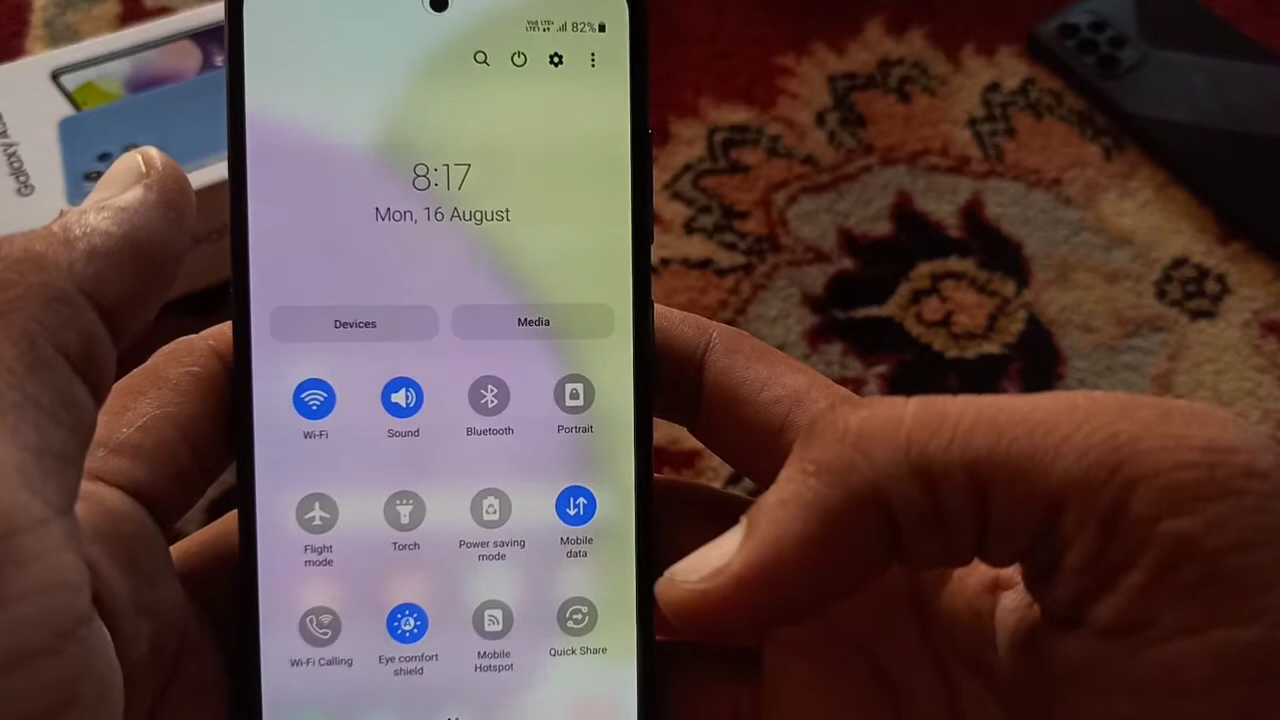 82%
8:17
Mon, 16 August
Devices
Media
Wi-Fi
Sound
Bluetooth
Portrait
Flight
mode
Torch
Power saving
mode
Mobile
data
Wi-Fi Calling
Eye comfort
shield
Mobile
Hotspot
Quick Share
Galaxy